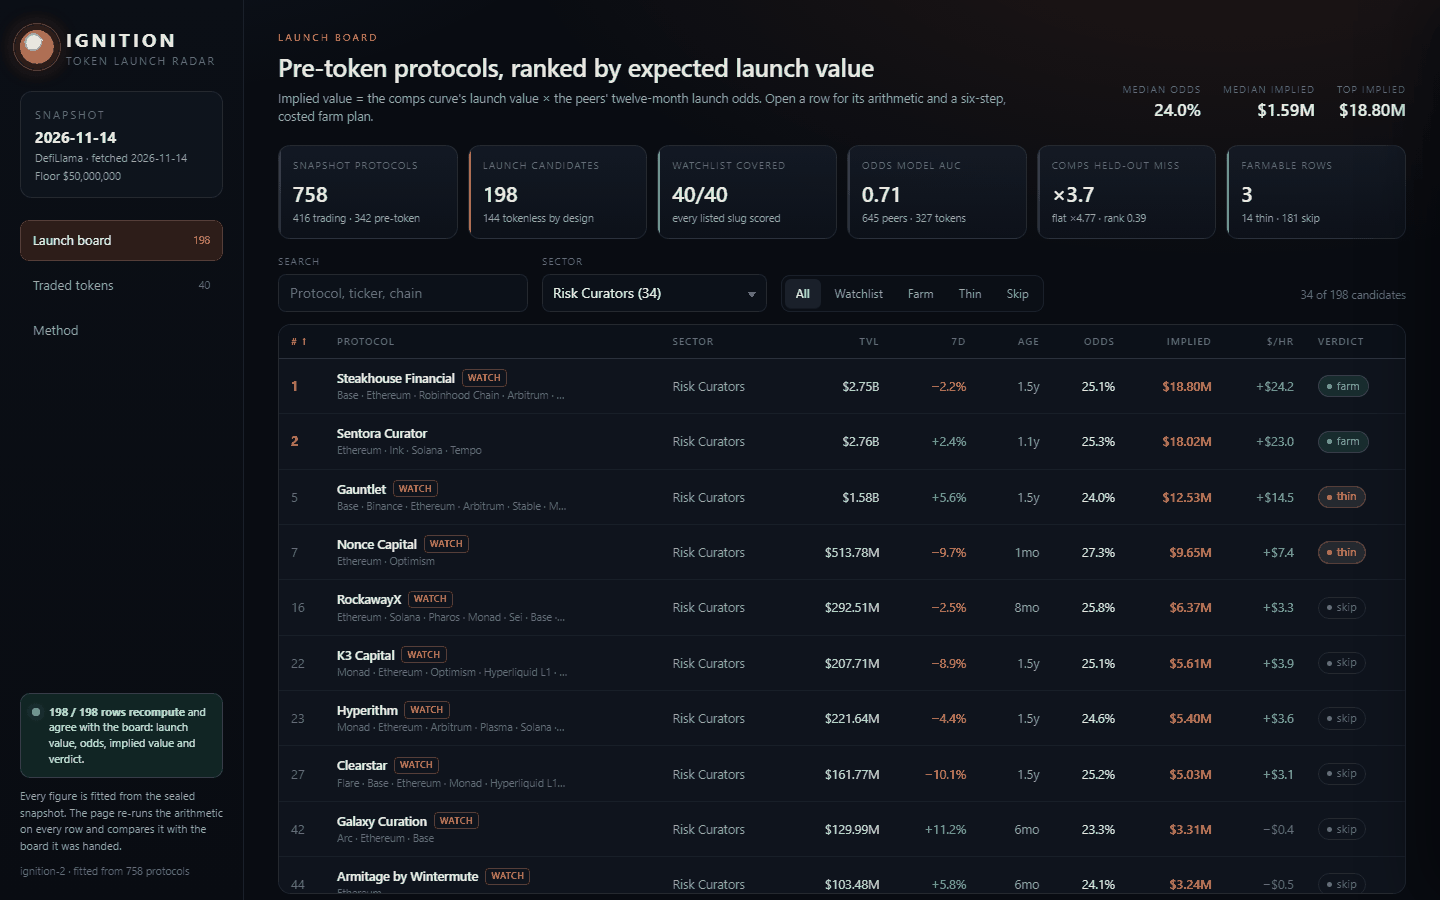 IGNITION
TOKEN LAUNCH RADAR
SNAPSHOT
2026-11-14
DefiLlama · fetched 2026-11-14
Floor $50,000,000
Launch board 198
Traded tokens 40
Method
198 / 198 rows recompute and
agree with the board: launch
value, odds, implied value and
verdict.
Every figure is fitted from the sealed
snapshot. The page re-runs the arithmetic
on every row and compares it with the
board it was handed.
ignition-2 · fitted from 758 protocols
LAUNCH BOARD
Pre-token protocols, ranked by expected launch value
Implied value = the comps curve's launch value × the peers' twelve-month launch odds. Open a row for its arithmetic and a six-step,
costed farm plan.
MEDIAN ODDS MEDIAN IMPLIED TOP IMPLIED
24.0% $1.59M $18.80M
SNAPSHOT PROTOCOLS
758
416 trading · 342 pre-token
LAUNCH CANDIDATES
198
144 tokenless by design
WATCHLIST COVERED
40/40
every listed slug scored
ODDS MODEL AUC
0.71
645 peers · 327 tokens
COMPS HELD-OUT MISS
×3.7
flat ×4.77 · rank 0.39
FARMABLE ROWS
3
14 thin · 181 skip
SEARCH SECTOR
Protocol, ticker, chain Risk Curators (34) All Watchlist Farm Thin Skip 34 of 198 candidates
# ↑ PROTOCOL SECTOR TVL 7D AGE ODDS IMPLIED $/HR VERDICT
1 Steakhouse Financial WATCH Risk Curators $2.75B −2.2% 1.5y 25.1% $18.80M +$24.2 farm
Base · Ethereum · Robinhood Chain · Arbitrum · ...
2 Sentora Curator Risk Curators $2.76B +2.4% 1.1y 25.3% $18.02M +$23.0 farm
Ethereum · Ink · Solana · Tempo
5 Gauntlet WATCH Risk Curators $1.58B +5.6% 1.5y 24.0% $12.53M +$14.5 thin
Base · Binance · Ethereum · Arbitrum · Stable · M...
7 Nonce Capital WATCH Risk Curators $513.78M −9.7% 1mo 27.3% $9.65M +$7.4 thin
Ethereum · Optimism
16 RockawayX WATCH Risk Curators $292.51M −2.5% 8mo 25.8% $6.37M +$3.3 skip
Ethereum · Solana · Pharos · Monad · Sei · Base ·...
22 K3 Capital WATCH Risk Curators $207.71M −8.9% 1.5y 25.1% $5.61M +$3.9 skip
Monad · Ethereum · Optimism · Hyperliquid L1 · ...
23 Hyperithm WATCH Risk Curators $221.64M −4.4% 1.5y 24.6% $5.40M +$3.6 skip
Monad · Ethereum · Arbitrum · Plasma · Solana ·...
27 Clearstar WATCH Risk Curators $161.77M −10.1% 1.5y 25.2% $5.03M +$3.1 skip
Flare · Base · Ethereum · Monad · Hyperliquid L1...
42 Galaxy Curation WATCH Risk Curators $129.99M +11.2% 6mo 23.3% $3.31M −$0.4 skip
Arc · Ethereum · Base
44 Armitage by Wintermute WATCH Risk Curators $103.48M +5.8% 6mo 24.1% $3.24M −$0.5 skip
Ethereum